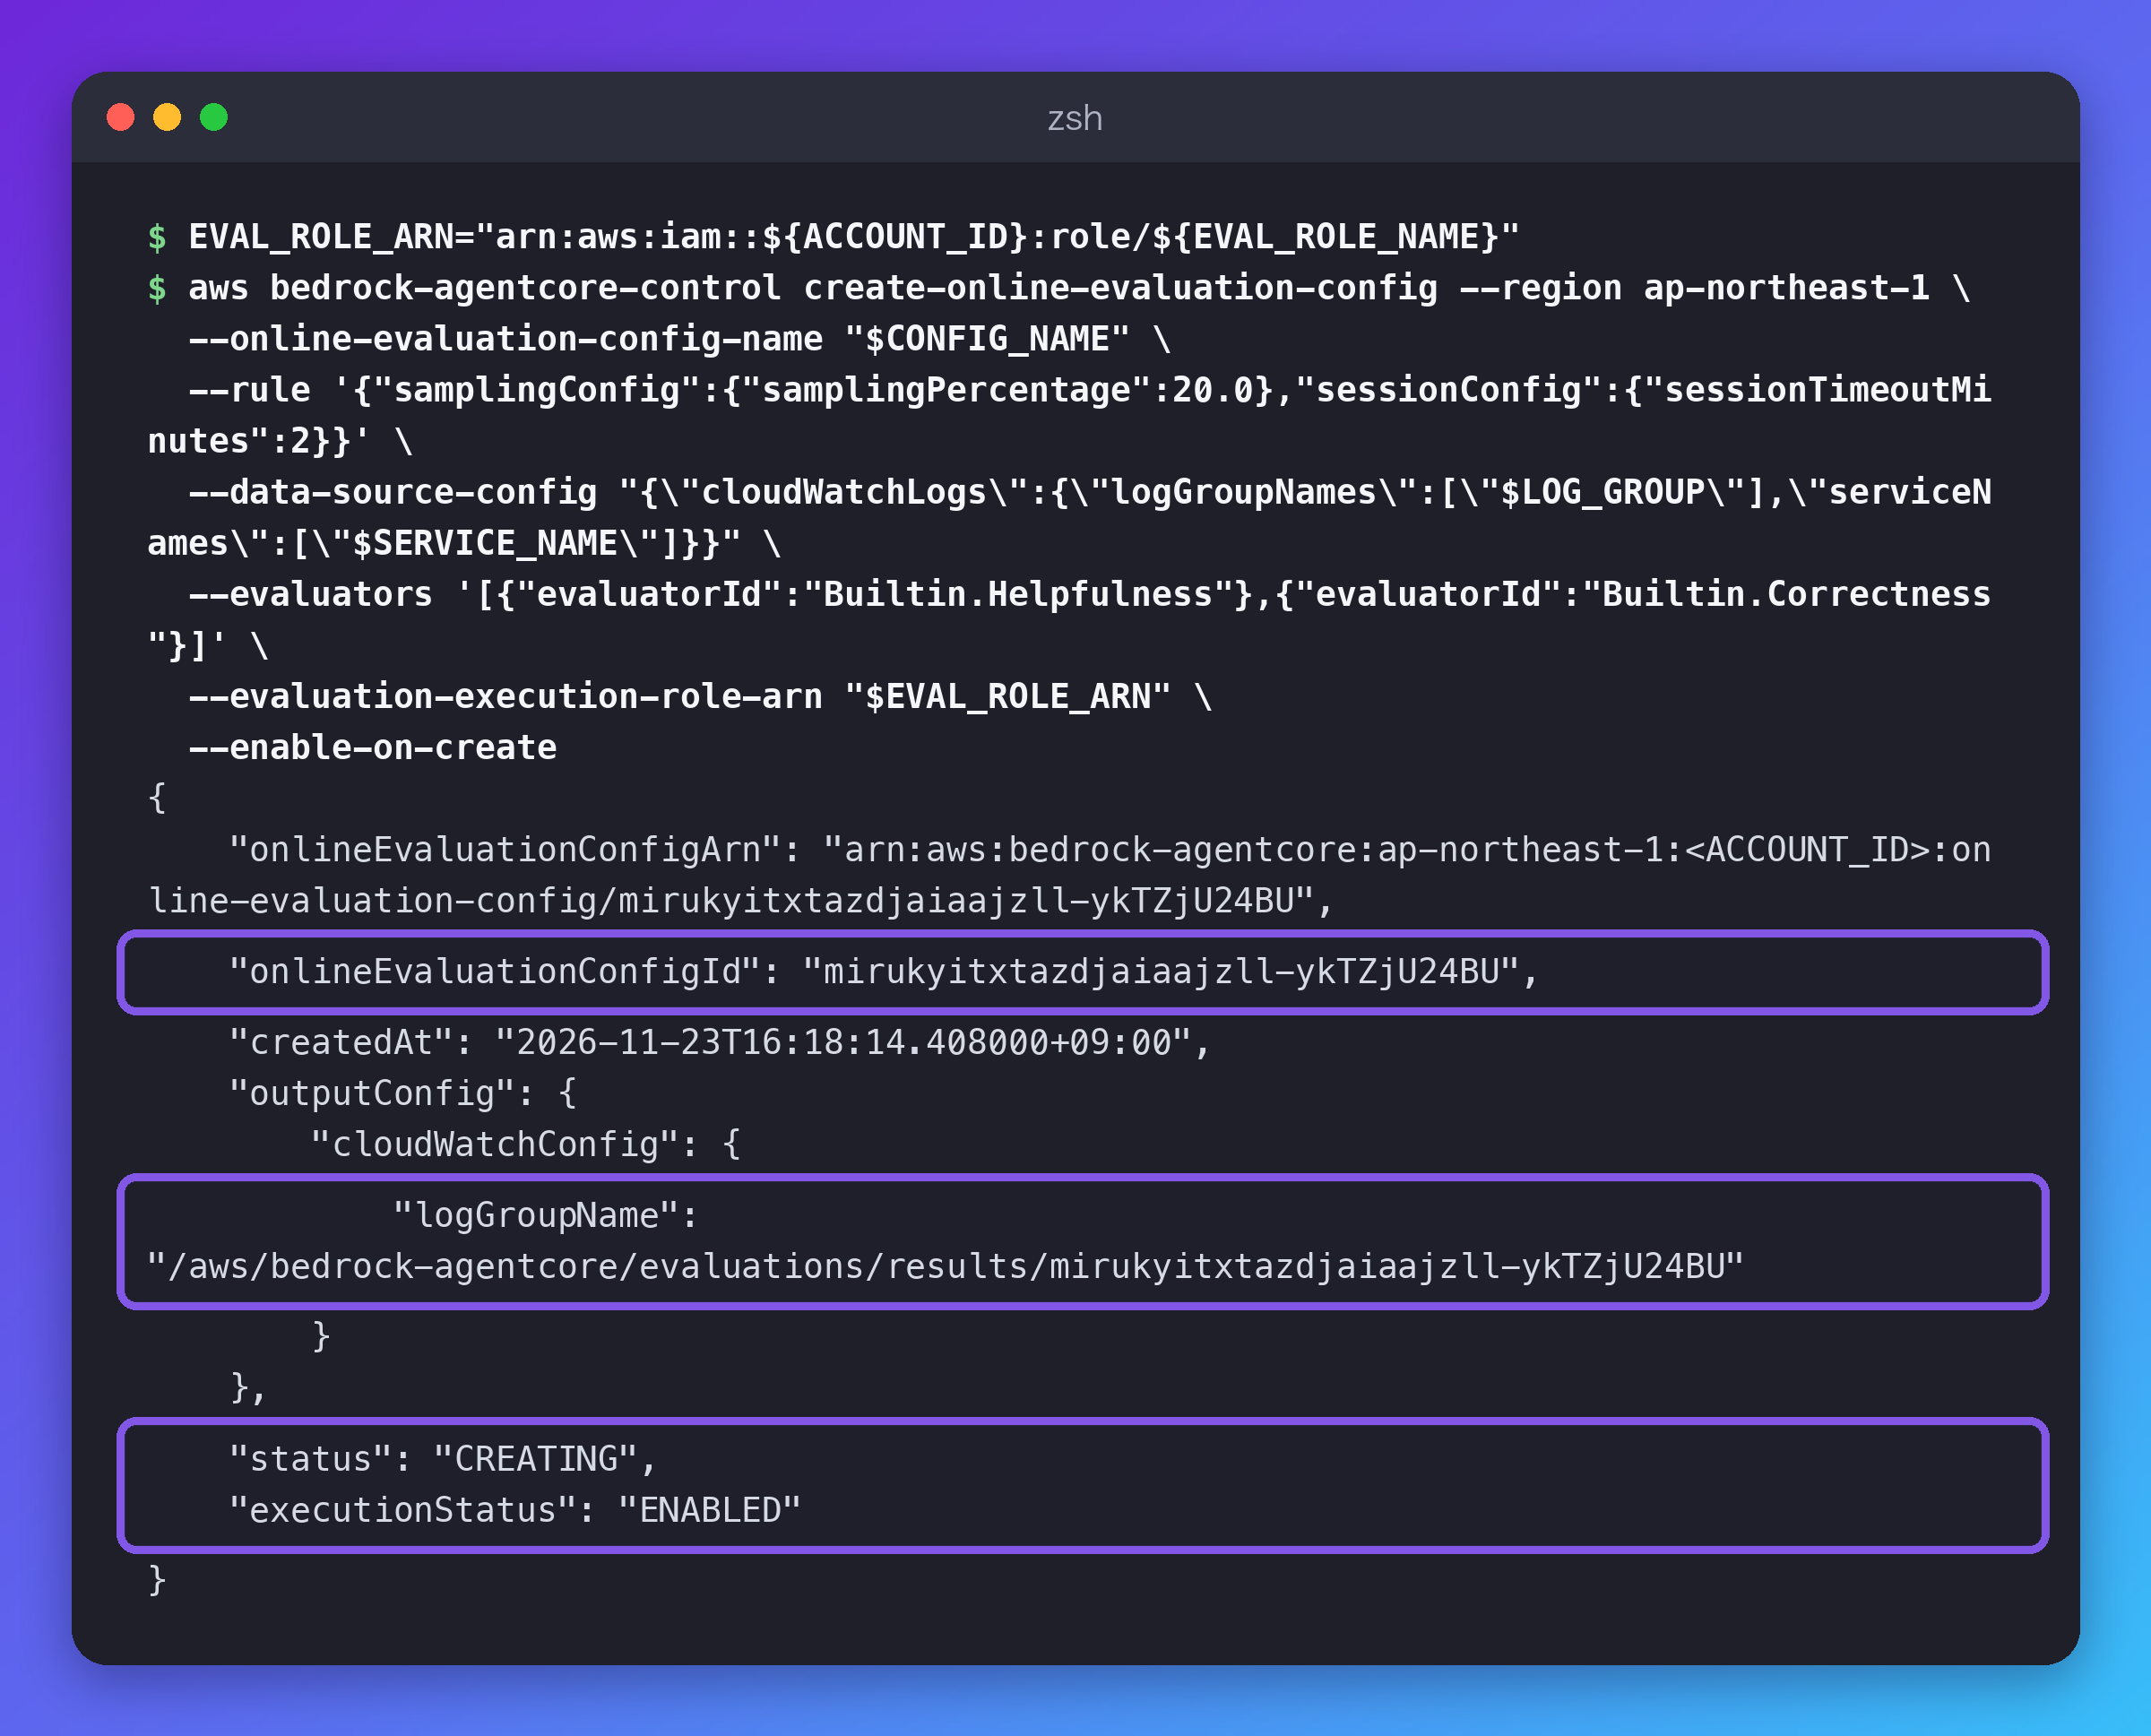 zsh
$ EVAL_ROLE_ARN="arn:aws:iam::${ACCOUNT_ID}:role/${EVAL_ROLE_NAME}"
$ aws bedrock-agentcore-control create-online-evaluation-config --region ap-northeast-1 \
  --online-evaluation-config-name "$CONFIG_NAME" \
  --rule '{"samplingConfig":{"samplingPercentage":20.0},"sessionConfig":{"sessionTimeoutMi
nutes":2}}' \
  --data-source-config "{\"cloudWatchLogs\":{\"logGroupNames\":[\"$LOG_GROUP\"],\"serviceN
ames\":[\"$SERVICE_NAME\"]}}" \
  --evaluators '[{"evaluatorId":"Builtin.Helpfulness"},{"evaluatorId":"Builtin.Correctness
"}]' \
  --evaluation-execution-role-arn "$EVAL_ROLE_ARN" \
  --enable-on-create
{
    "onlineEvaluationConfigArn": "arn:aws:bedrock-agentcore:ap-northeast-1:<ACCOUNT_ID>:on
line-evaluation-config/mirukyitxtazdjaiaajzll-ykTZjU24BU",
    "onlineEvaluationConfigId": "mirukyitxtazdjaiaajzll-ykTZjU24BU",
    "createdAt": "2026-11-23T16:18:14.408000+09:00",
    "outputConfig": {
        "cloudWatchConfig": {
            "logGroupName":
"/aws/bedrock-agentcore/evaluations/results/mirukyitxtazdjaiaajzll-ykTZjU24BU"
        }
    },
    "status": "CREATING",
    "executionStatus": "ENABLED"
}